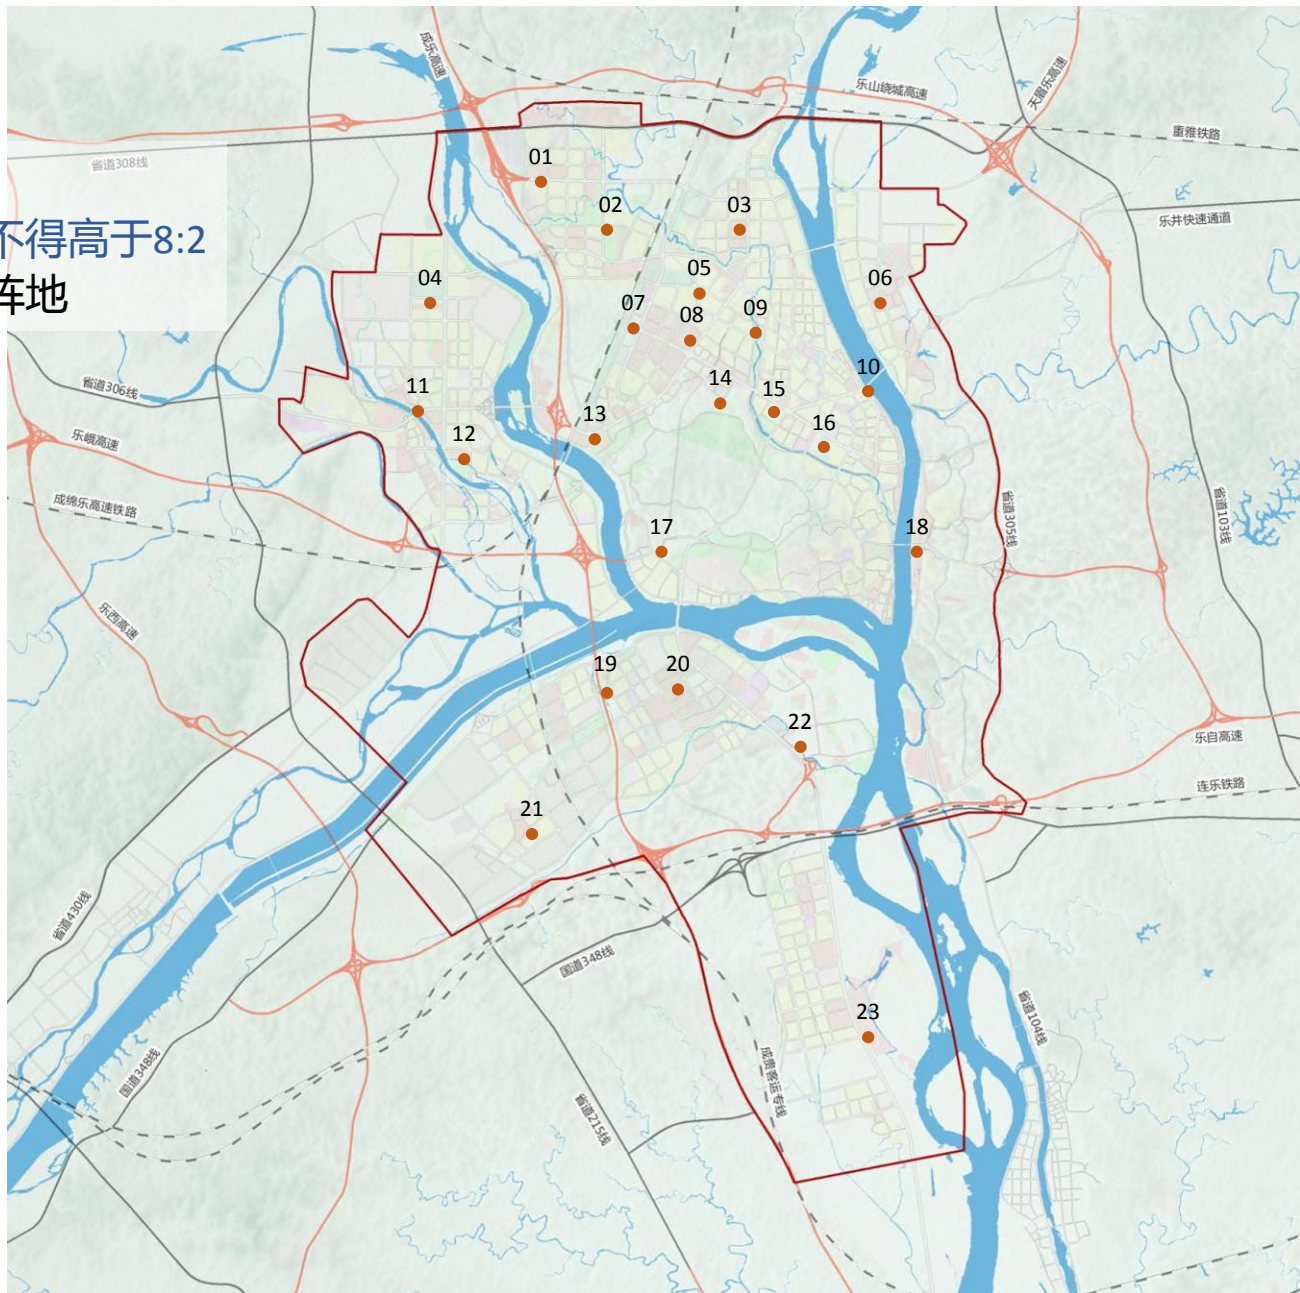 成乐高速
乐山绕城高速
天眉乐高速
重雅铁路
省道308线
01
02
03
乐井快速通道
不得高于8:2
阵地
04
05
06
07
08
09
10
省道306线
11
14
15
乐峨高速
12
13
16
成绵乐高速铁路
省道305线
省道103线
17
18
乐西高速
19
20
22
乐自高速
连乐铁路
21
省道430线
国道348线
23
省道104线
国道348线
成贵客运专线
省道215线